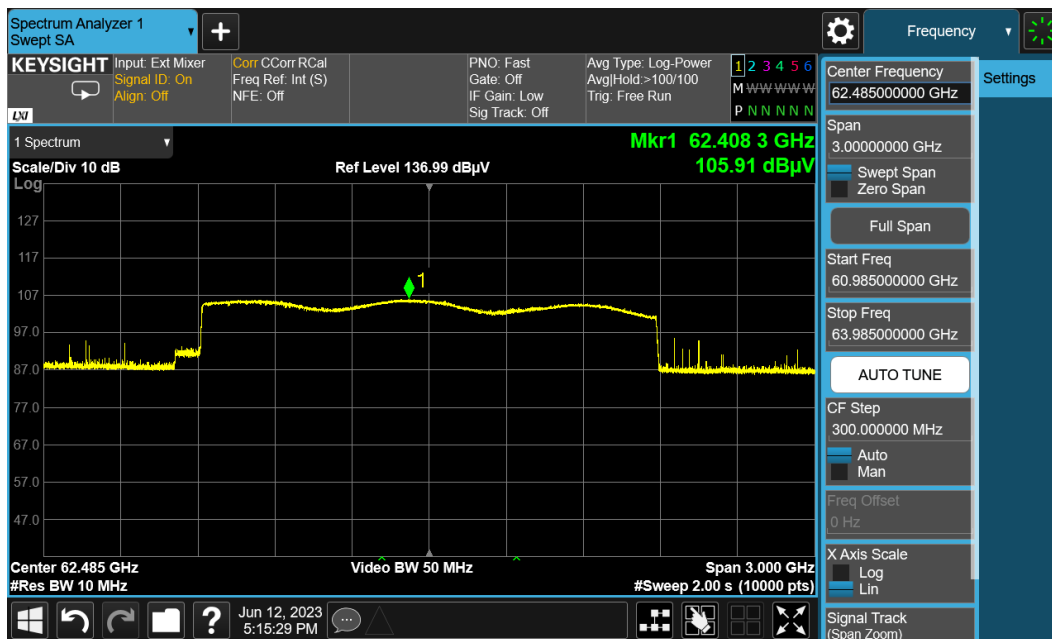 Spectrum Analyzer 1
Swept SA
+
Frequency
KEYSIGHT
Input: Ext Mixer
Signal ID: On
Align: Off
Corr CCorr RCal
Freq Ref: Int (S)
NFE: Off
PNO: Fast
Gate: Off
IF Gain: Low
Sig Track: Off
Avg Type: Log-Power
Avg|Hold:>100/100
Trig: Free Run
1 2 3 4 5 6
M W W W W W
P N N N N N
LXI
Center Frequency
62.485000000 GHz
Settings
1 Spectrum
Mkr1 62.408 3 GHz
Scale/Div 10 dB
Ref Level 136.99 dBµV
105.91 dBµV
Log
127
117
107
97.0
87.0
77.0
67.0
57.0
47.0
1
Center 62.485 GHz
Video BW 50 MHz
Span 3.000 GHz
#Res BW 10 MHz
#Sweep 2.00 s (10000 pts)
Span
3.00000000 GHz
Swept Span
Zero Span
Full Span
Start Freq
60.985000000 GHz
Stop Freq
63.985000000 GHz
AUTO TUNE
CF Step
300.000000 MHz
Auto
Man
Freq Offset
0 Hz
X Axis Scale
Log
Lin
Signal Track
(Span Zoom)
?
Jun 12, 2023
5:15:29 PM